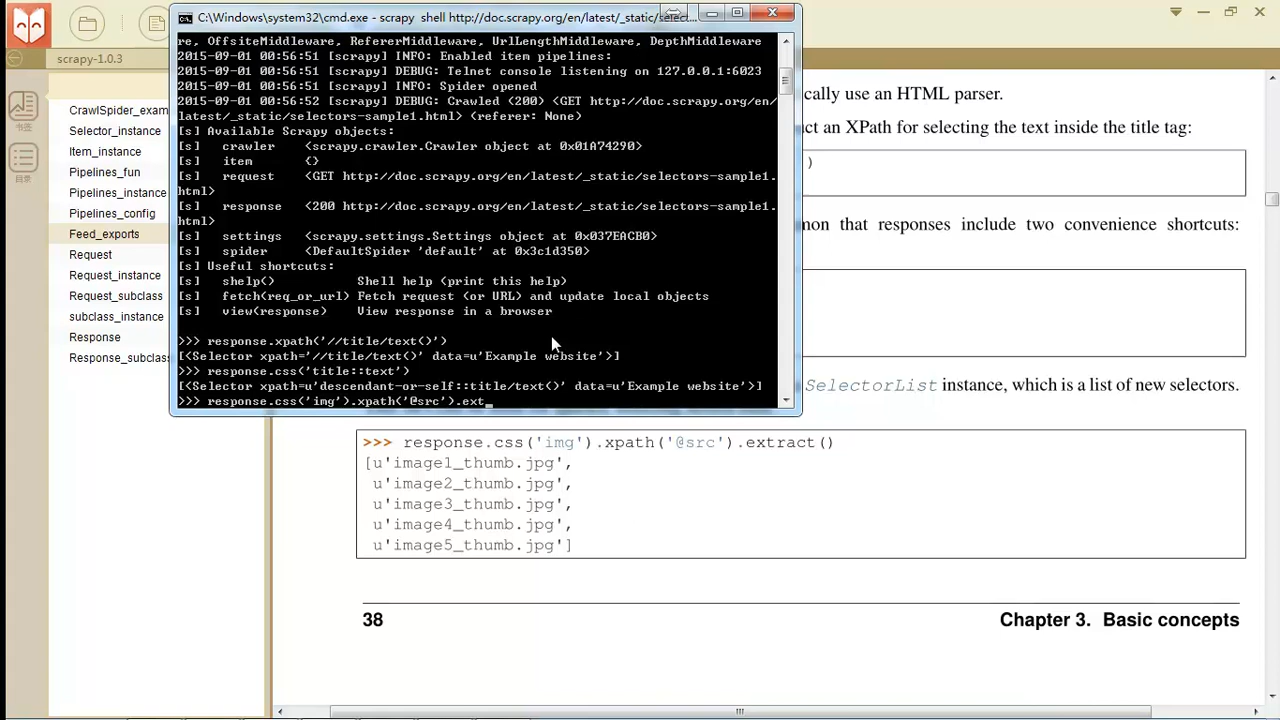 C:\Windows\system32\cmd.exe - scrapy  shell http://doc.scrapy.org/en/latest/_static/select...
re, OffsiteMiddleware, RefererMiddleware, UrlLengthMiddleware, DepthMiddleware
2015-09-01 00:56:51 [scrapy] INFO: Enabled item pipelines:
2015-09-01 00:56:51 [scrapy] DEBUG: Telnet console listening on 127.0.0.1:6023
2015-09-01 00:56:51 [scrapy] INFO: Spider opened
2015-09-01 00:56:52 [scrapy] DEBUG: Crawled (200) <GET http://doc.scrapy.org/en/
latest/_static/selectors-sample1.html> (referer: None)
[s] Available Scrapy objects:
[s]   crawler    <scrapy.crawler.Crawler object at 0x01A74290>
[s]   item       {}
[s]   request    <GET http://doc.scrapy.org/en/latest/_static/selectors-sample1.
html>
[s]   response   <200 http://doc.scrapy.org/en/latest/_static/selectors-sample1.
html>
[s]   settings   <scrapy.settings.Settings object at 0x037EACB0>
[s]   spider     <DefaultSpider 'default' at 0x3c1d350>
[s] Useful shortcuts:
[s]   shelp()           Shell help (print this help)
[s]   fetch(req_or_url) Fetch request (or URL) and update local objects
[s]   view(response)    View response in a browser
>>> response.xpath('//title/text()')
[<Selector xpath='//title/text()' data=u'Example website'>]
>>> response.css('title::text')
[<Selector xpath=u'descendant-or-self::title/text()' data=u'Example website'>]
>>> response.css('img').xpath('@src').ext
scrapy-1.0.3
书签
目录
CrawlSpider_exam
Selector_instance
Item_instance
Pipelines_fun
Pipelines_instance
Pipelines_config
Feed_exports
Request
Request_instance
Request_subclass
subclass_instance
Response
Response_subclass
cally use an HTML parser.
ct an XPath for selecting the text inside the title tag:
)
mon that responses include two convenience shortcuts:
SelectorList instance, which is a list of new selectors.
>>> response.css('img').xpath('@src').extract()
[u'image1_thumb.jpg',
u'image2_thumb.jpg',
u'image3_thumb.jpg',
u'image4_thumb.jpg',
u'image5_thumb.jpg']
38
Chapter 3. Basic concepts